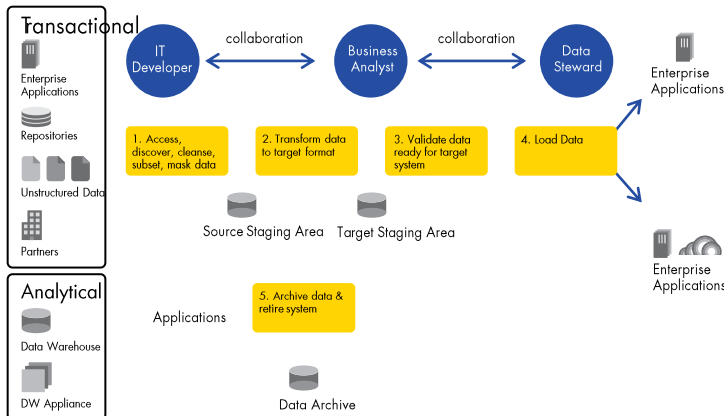 Transactional
Enterprise
Applications
Repositories
Unstructured Data
Partners
Analytical
Data Warehouse
DW Appliance
IT
Developer
collaboration
Business
Analyst
collaboration
Data
Steward
1. Access,
discover, cleanse,
subset, mask data
2. Transform data
to target format
3. Validate data
ready for target
system
4. Load Data
Source Staging Area
Target Staging Area
Applications
5. Archive data &
retire system
Data Archive
Enterprise
Applications
Enterprise
Applications